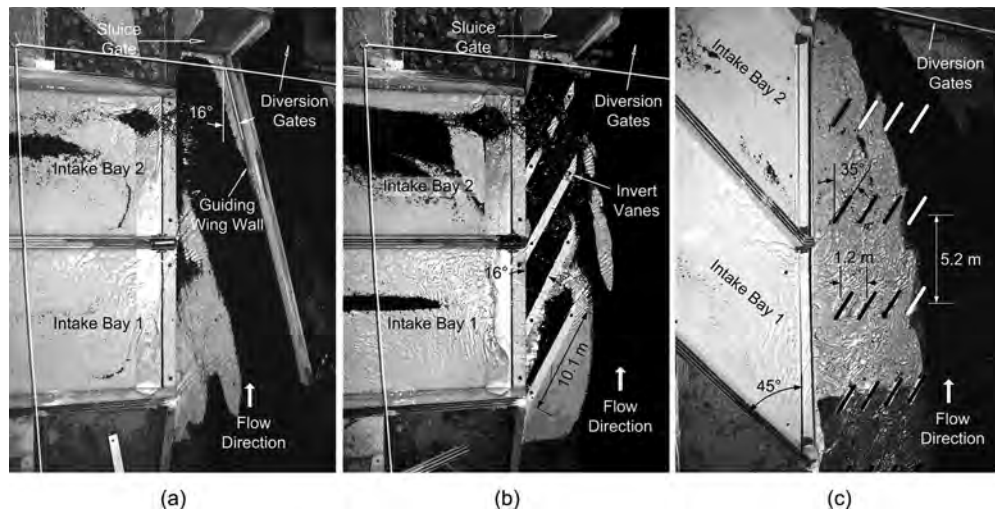 Sluice
Gate
Diversion
Gates
16°
Intake Bay 2
Guiding
Wing Wall
Intake Bay 1
Flow
Direction
(a)
Sluice
Gate
Diversion
Gates
Intake Bay 2
Invert
Vanes
16°
Intake Bay 1
10.1 m
Flow
Direction
(b)
Diversion
Gates
Intake Bay 2
35°
1.2 m
5.2 m
Intake Bay 1
45°
Flow
Direction
(c)